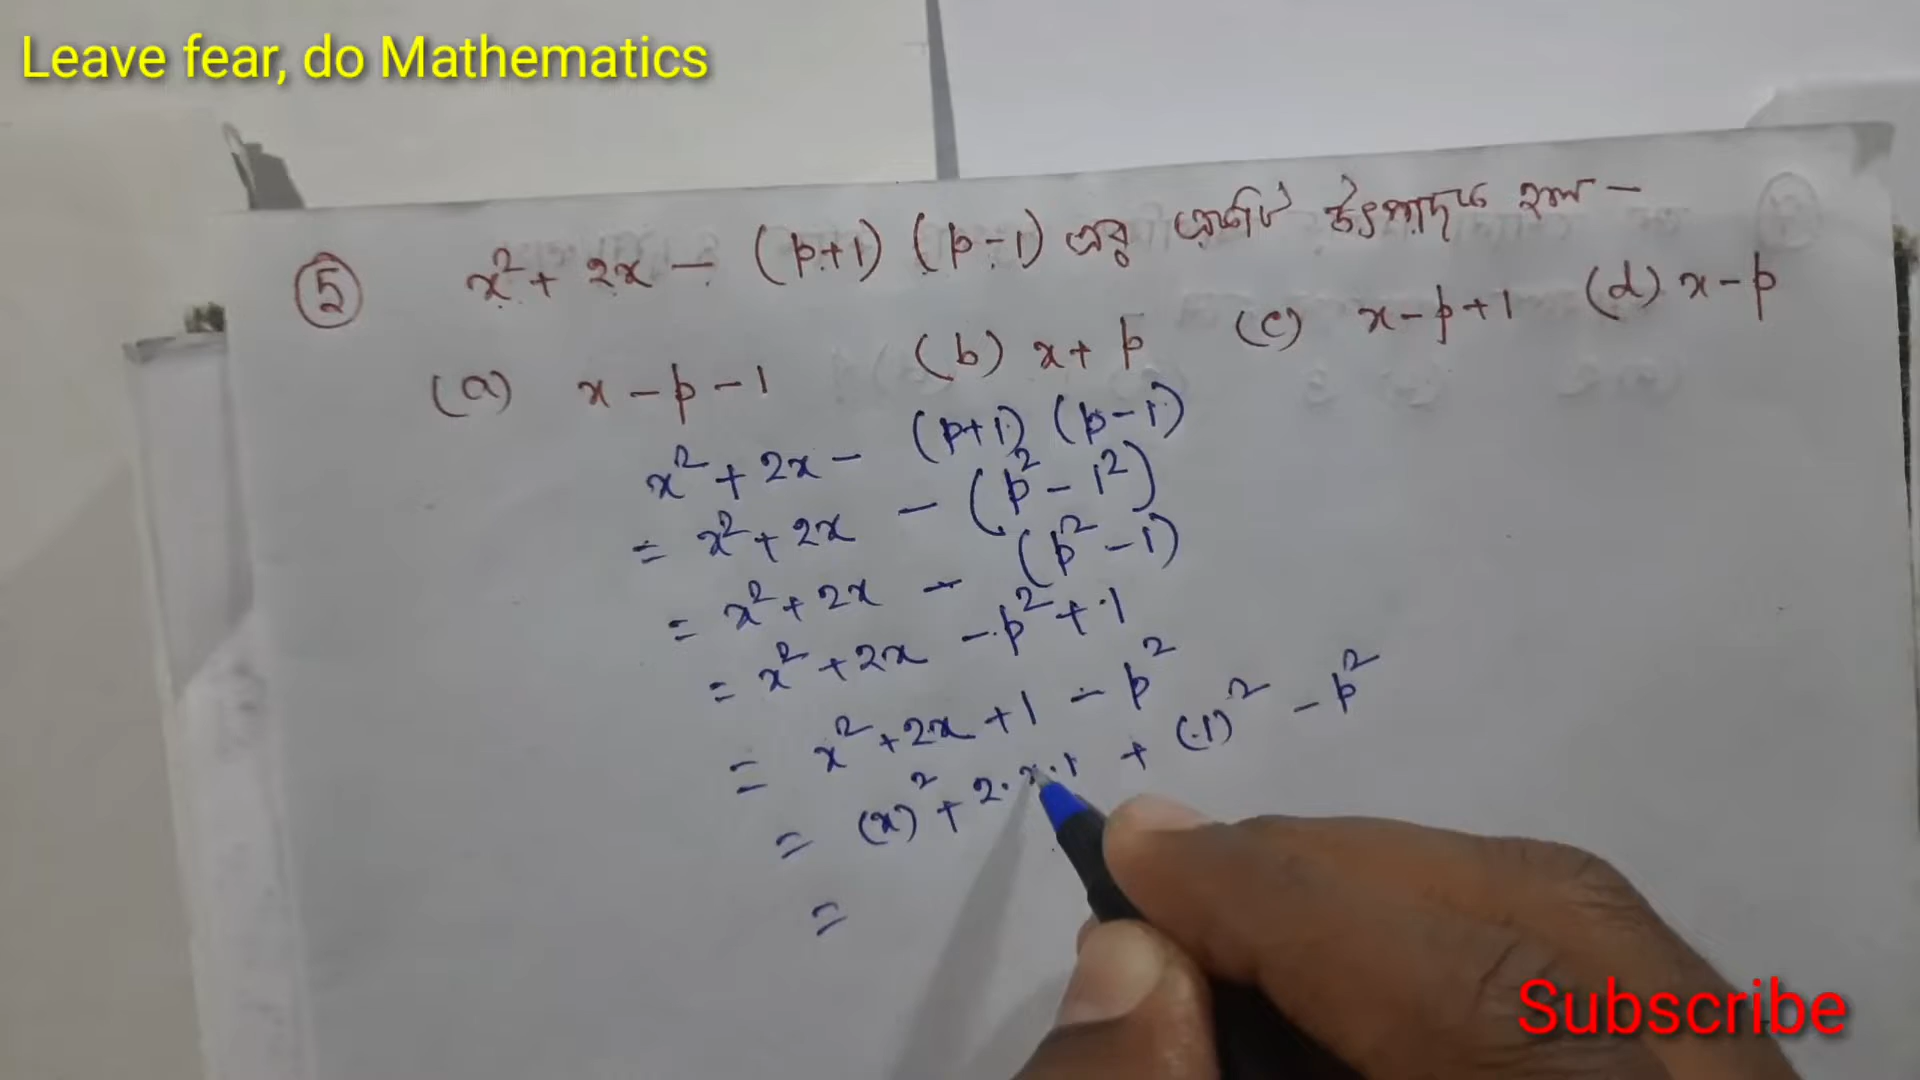 Leave fear, do Mathematics
⑤ x² + 2x - (p+1) (p-1) এর একটি উৎপাদক হল -
(a) x - p - 1 (b) x + p (c) x - p + 1 (d) x - p
x² + 2x - (p+1) (p-1)
= x² + 2x - (p² - 1²)
= x² + 2x - (p² - 1)
= x² + 2x - p² + 1
= x² + 2x + 1 - p²
= (x)² + 2·x·1 + (1)² - p²
=
Subscribe